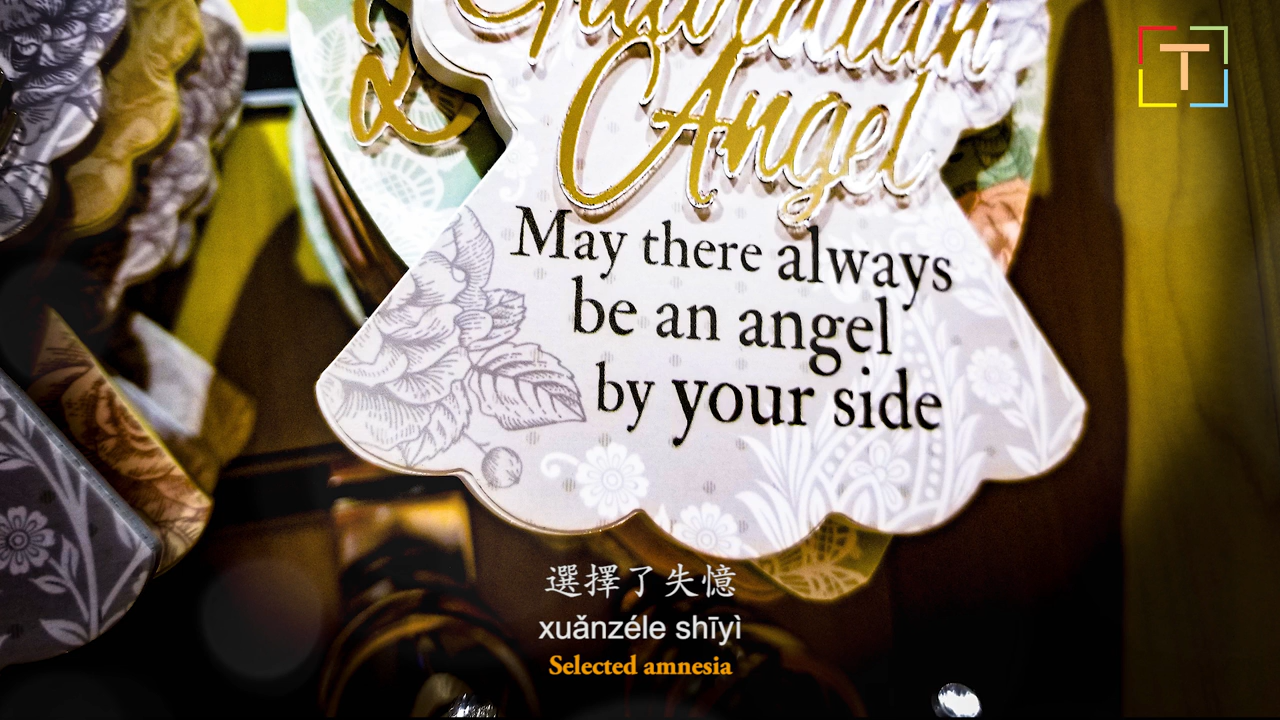 Guardian
Angel
May there always
be an angel
by your side
T
選擇了失憶
xuǎnzéle shīyì
Selected amnesia